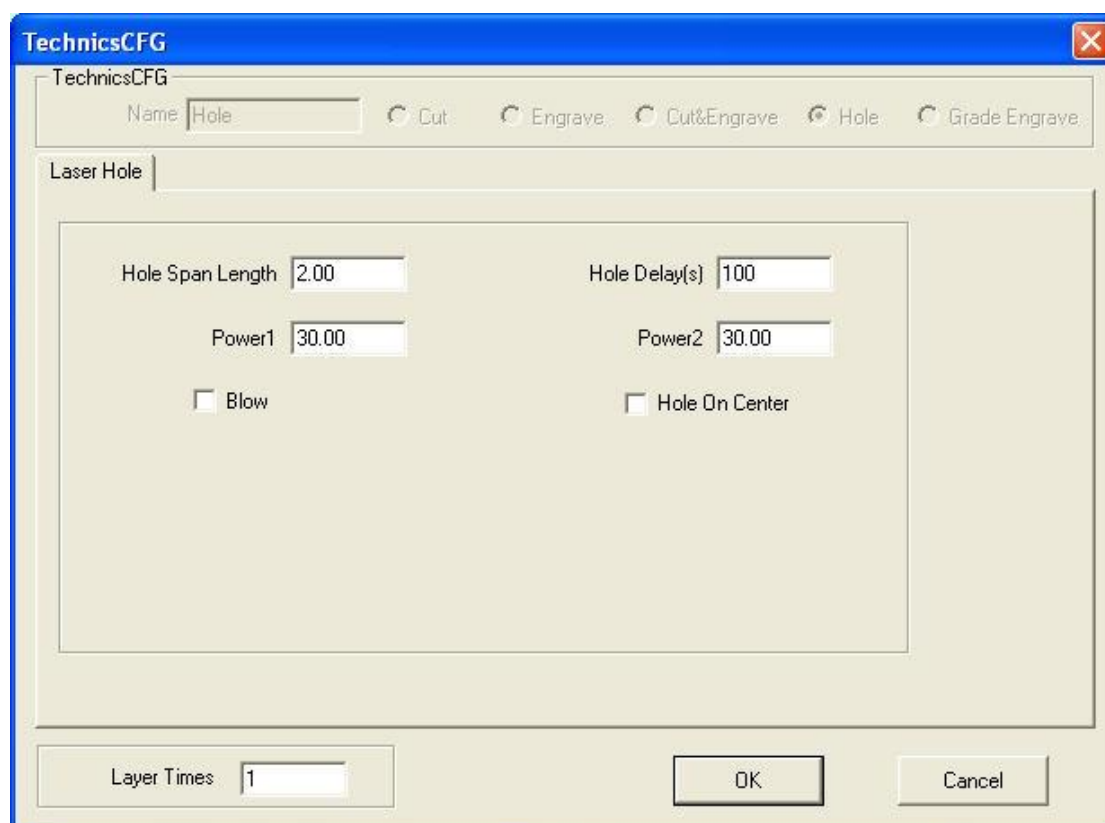 TechnicsCFG
TechnicsCFG
Name Hole Cut Engrave Cut&Engrave Hole Grade Engrave
Laser Hole
Hole Span Length 2.00 Hole Delay(s) 100
Power1 30.00 Power2 30.00
Blow Hole On Center
Layer Times 1 OK Cancel